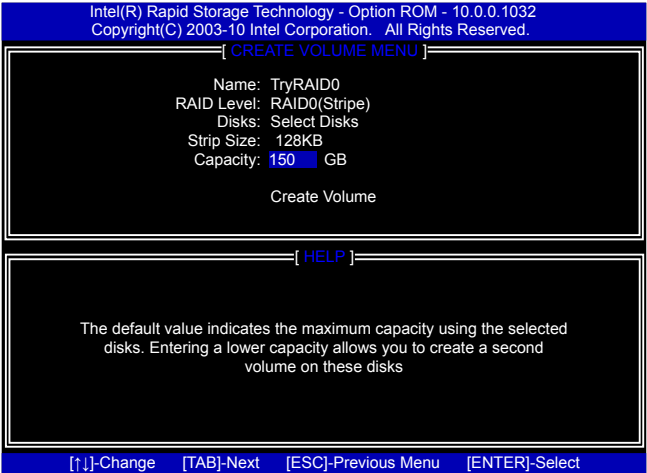 Intel(R) Rapid Storage Technology - Option ROM - 10.0.0.1032
Copyright(C) 2003-10 Intel Corporation. All Rights Reserved.
[ CREATE VOLUME MENU ]
Name: TryRAID0
RAID Level: RAID0(Stripe)
Disks: Select Disks
Strip Size: 128KB
Capacity: 150 GB
Create Volume
[ HELP ]
The default value indicates the maximum capacity using the selected
disks. Entering a lower capacity allows you to create a second
volume on these disks
[↑↓]-Change [TAB]-Next [ESC]-Previous Menu [ENTER]-Select